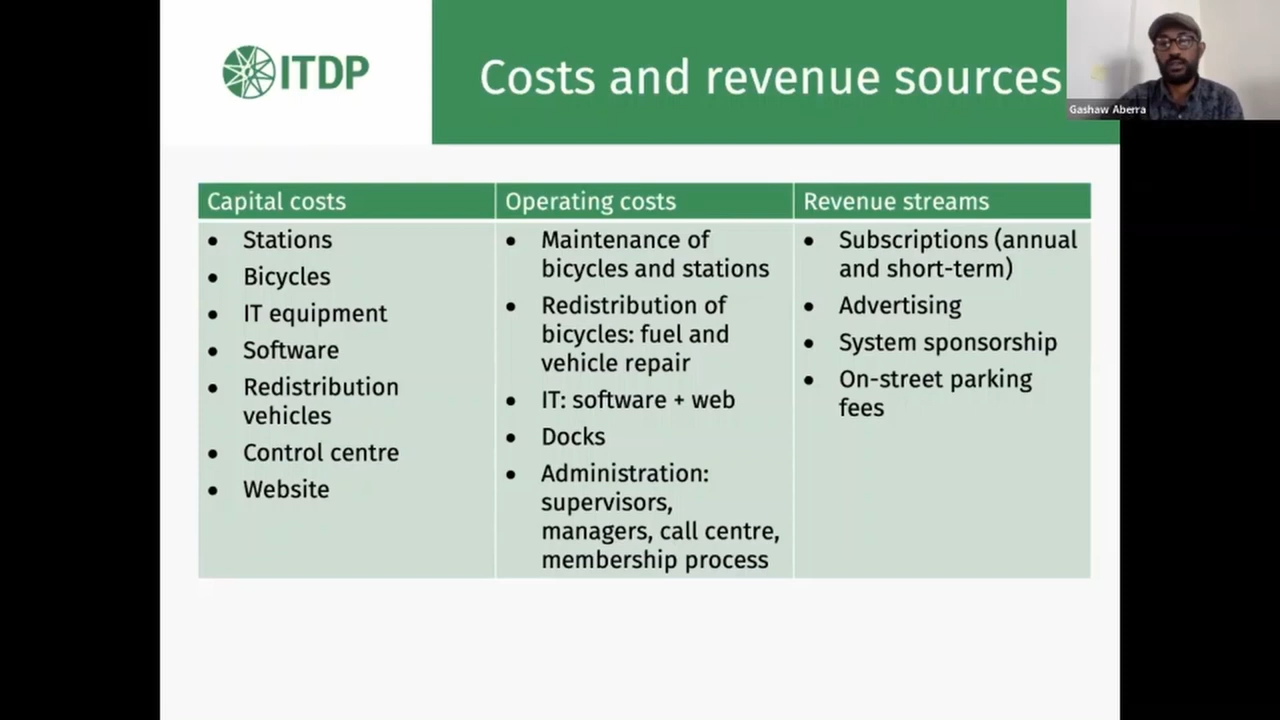 ITDP
Costs and revenue sources
Gashaw Aberra
Capital costs
• Stations
• Bicycles
• IT equipment
• Software
• Redistribution
vehicles
• Control centre
• Website
Operating costs
• Maintenance of
bicycles and stations
• Redistribution of
bicycles: fuel and
vehicle repair
• IT: software + web
• Docks
• Administration:
supervisors,
managers, call centre,
membership process
Revenue streams
• Subscriptions (annual
and short-term)
• Advertising
• System sponsorship
• On-street parking
fees